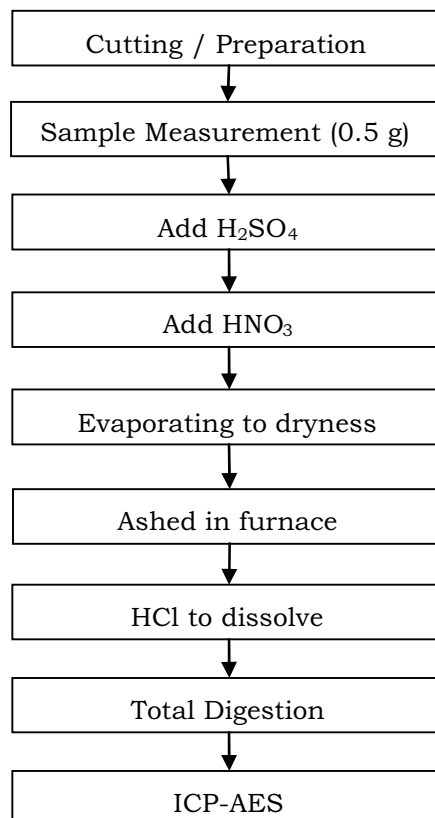 Cutting / Preparation
Sample Measurement (0.5 g)
Add H₂SO₄
Add HNO₃
Evaporating to dryness
Ashed in furnace
HCl to dissolve
Total Digestion
ICP-AES